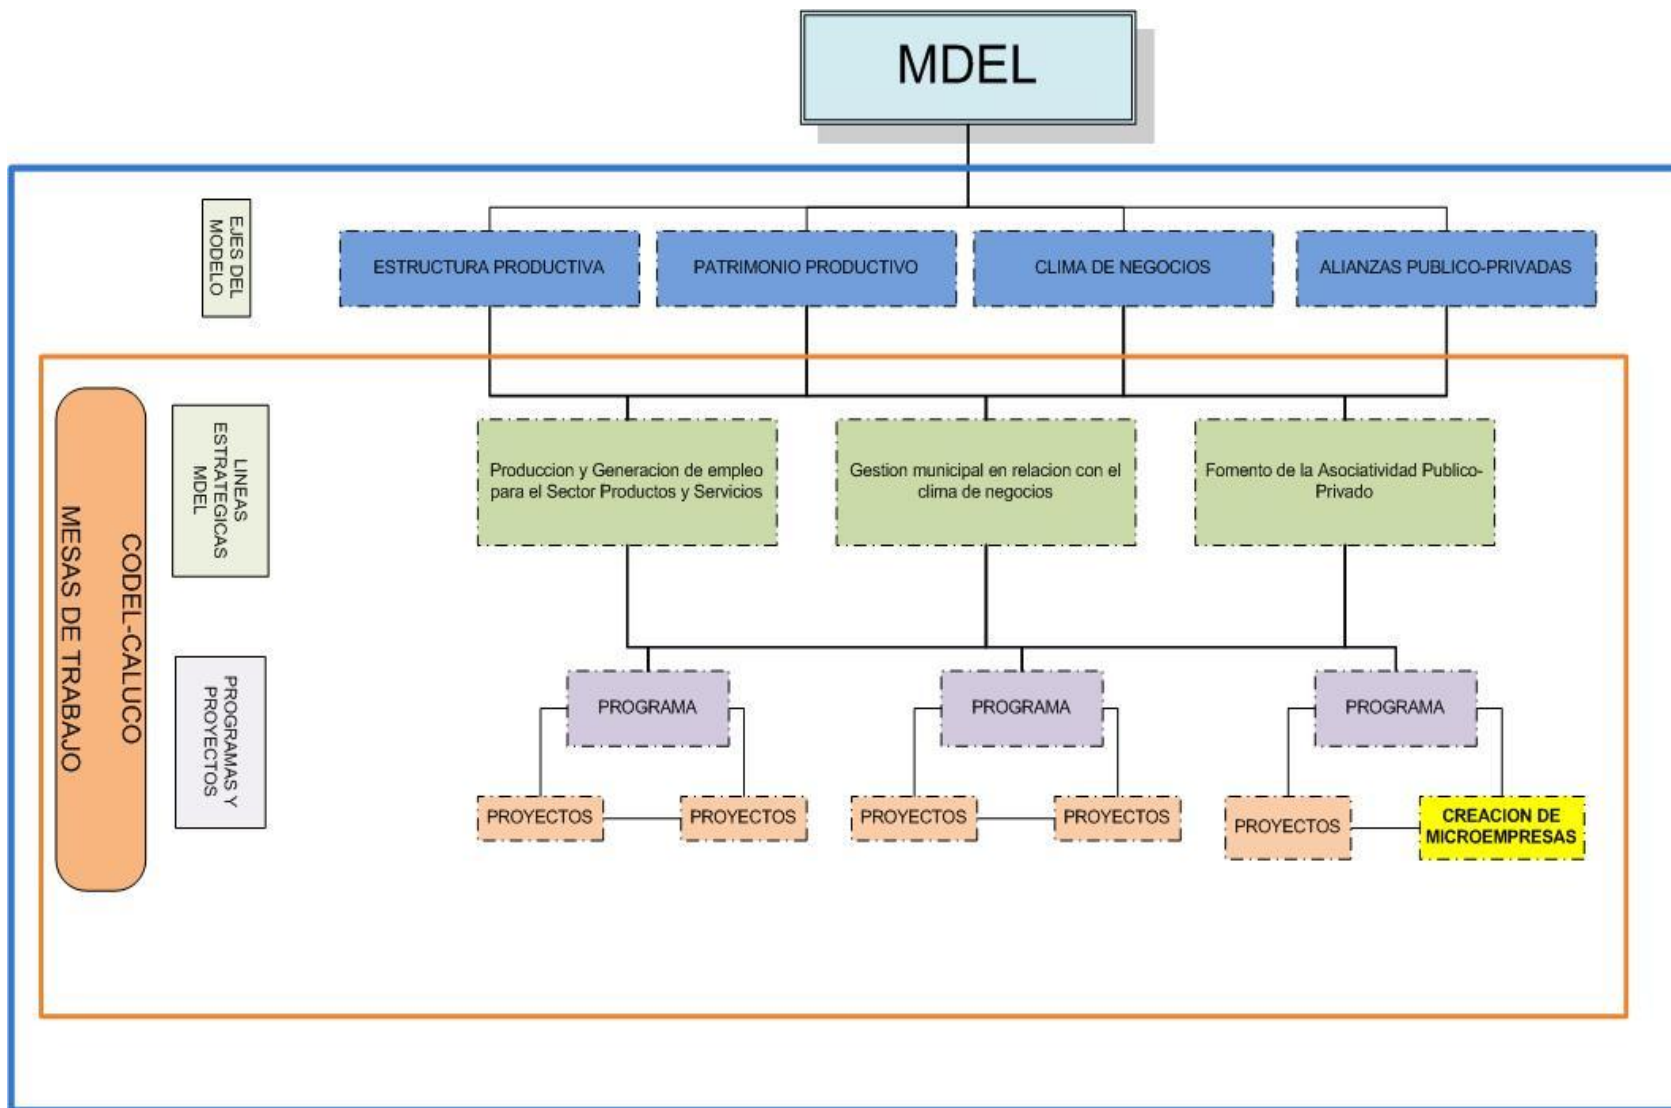 MDEL
EJES DEL
MODELO
ESTRUCTURA PRODUCTIVA
PATRIMONIO PRODUCTIVO
CLIMA DE NEGOCIOS
ALIANZAS PUBLICO-PRIVADAS
CODEL-CALUCO
MESAS DE TRABAJO
LINEAS
ESTRATEGICAS
MDEL
Produccion y Generacion de empleo
para el Sector Productos y Servicios
Gestion municipal en relacion con el
clima de negocios
Fomento de la Asociatividad Publico-
Privado
PROGRAMAS Y
PROYECTOS
PROGRAMA
PROGRAMA
PROGRAMA
PROYECTOS
PROYECTOS
PROYECTOS
PROYECTOS
PROYECTOS
CREACION DE
MICROEMPRESAS